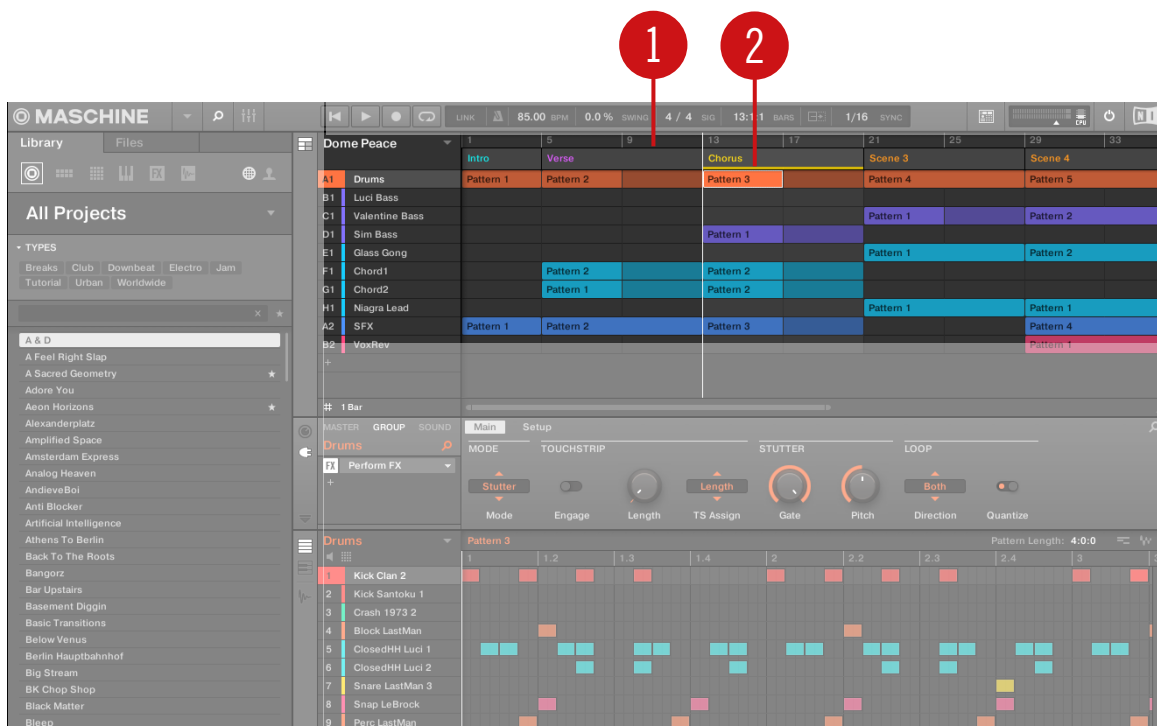 1 2
MASCHINE
LINK 85.00 BPM 0.0 % SWING 4 / 4 SIG 13:1:1 BARS 1/16 SYNC CPU NI
Library Files
All Projects
TYPES
Breaks Club Downbeat Electro Jam
Tutorial Urban Worldwide
A & D
A Feel Right Slap
A Sacred Geometry
Adore You
Aeon Horizons
Alexanderplatz
Amplified Space
Amsterdam Express
Analog Heaven
AndieveBoi
Anti Blocker
Artificial Intelligence
Athens To Berlin
Back To The Roots
Bangorz
Bar Upstairs
Basement Diggin
Basic Transitions
Below Venus
Berlin Hauptbahnhof
Big Stream
BK Chop Shop
Black Matter
Bleep
Dome Peace 1 5 9 13 17 21 25 29 33
Intro Verse Chorus Scene 3 Scene 4
A1 Drums Pattern 1 Pattern 2 Pattern 3 Pattern 4 Pattern 5
B1 Luci Bass
C1 Valentine Bass Pattern 1 Pattern 2
D1 Sim Bass Pattern 1
E1 Glass Gong Pattern 1 Pattern 2
F1 Chord1 Pattern 2 Pattern 2
G1 Chord2 Pattern 1 Pattern 2
H1 Niagra Lead Pattern 1 Pattern 1
A2 SFX Pattern 1 Pattern 2 Pattern 3 Pattern 4
B2 VoxRev Pattern 1
+
# 1 Bar
MASTER GROUP SOUND Main Setup
Drums MODE TOUCHSTRIP STUTTER LOOP
FX Perform FX
+
Stutter Length Both
Mode Engage Length TS Assign Gate Pitch Direction Quantize
Drums Pattern 3 Pattern Length: 4:0:0
1 1.2 1.3 1.4 2 2.2 2.3 2.4 3
1 Kick Clan 2
2 Kick Santoku 1
3 Crash 1973 2
4 Block LastMan
5 ClosedHH Luci 1
6 ClosedHH Luci 2
7 Snare LastMan 3
8 Snap LeBrock
9 Perc LastMan